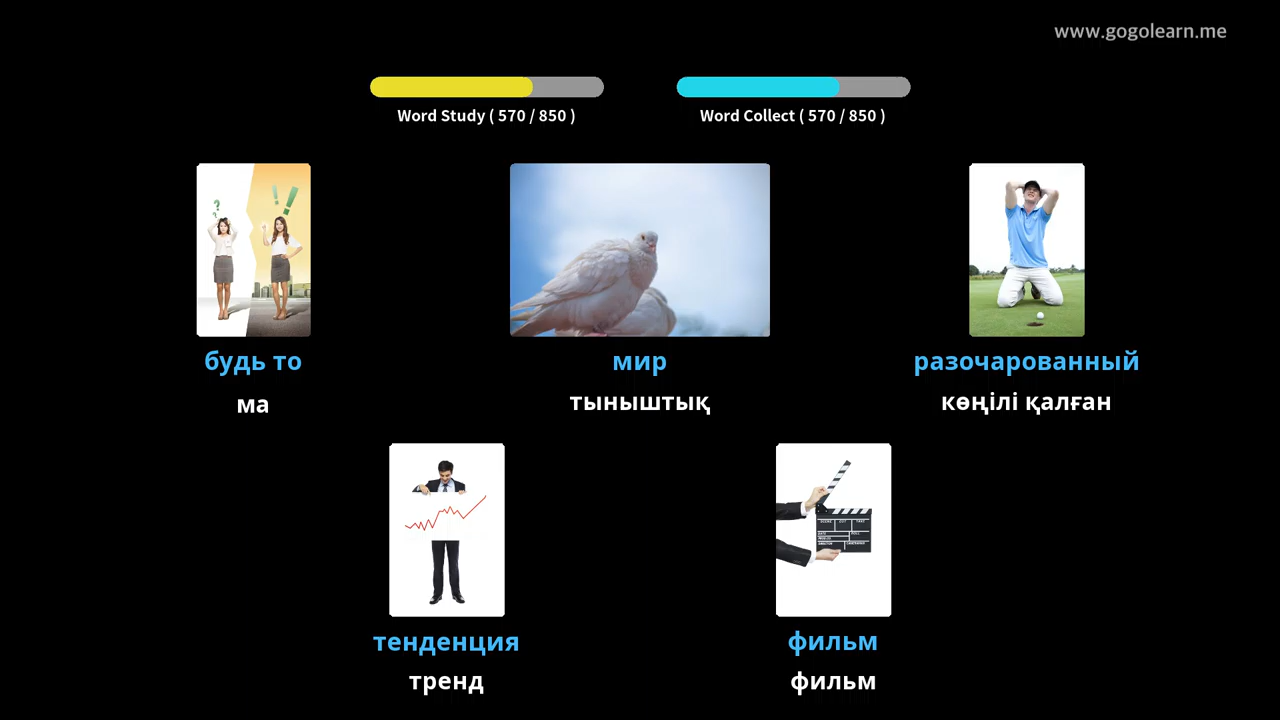 www.gogolearn.me
Word Study ( 570 / 850 )
Word Collect ( 570 / 850 )
будь то
мир
разочарованный
ма
тыныштық
көңілі қалған
тенденция
фильм
тренд
фильм